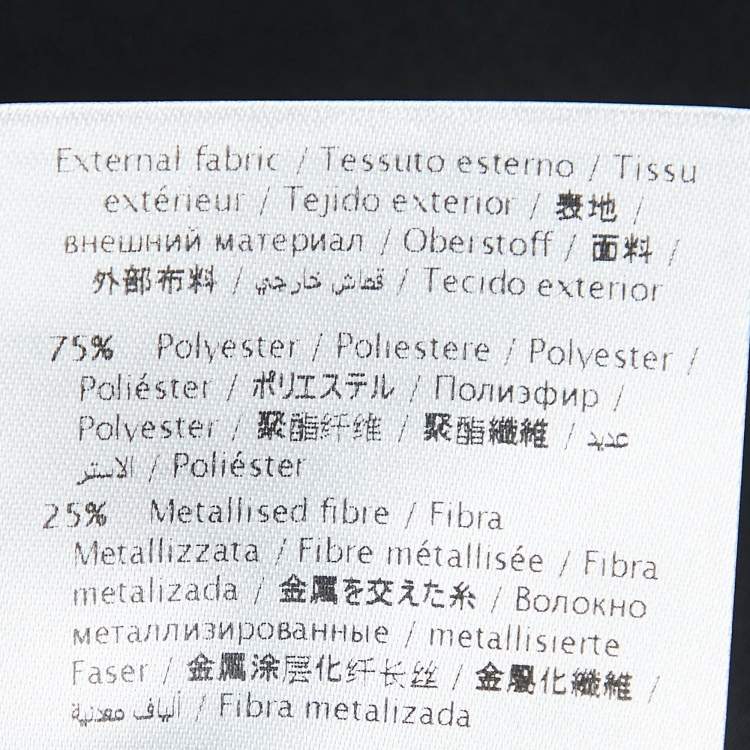 External fabric / Tessuto esterno / Tissu
extérieur / Tejido exterior / 表地 /
внешний материал / Oberstoff / 面料 /
外部布料 / قماش خارجي / Tecido exterior
75% Polyester / Poliestere / Polyester /
Poliéster / ポリエステル / Полиэфир /
Polyester / 聚酯纤维 / 聚酯纖維 / عديد
الاستر / Poliéster
25% Metallised fibre / Fibra
Metallizzata / Fibre métallisée / Fibra
metalizada / 金属を交えた糸 / Волокно
металлизированные / metallisierte
Faser / 金属涂层化纤长丝 / 金屬化纖維 /
ألياف معدنية / Fibra metalizada